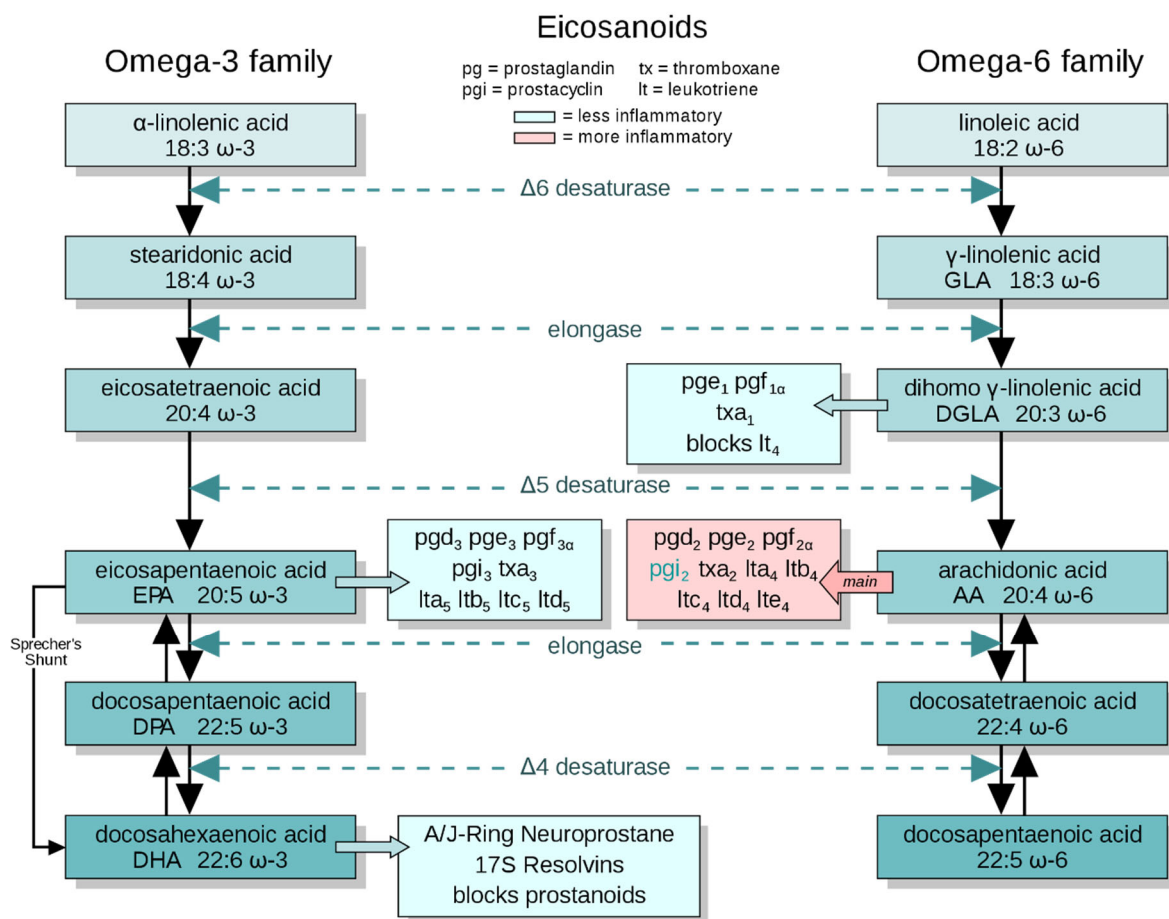 Eicosanoids
Omega-3 family
Omega-6 family
pg = prostaglandin tx = thromboxane
pgi = prostacyclin lt = leukotriene
= less inflammatory
= more inflammatory
α-linolenic acid
18:3 ω-3
linoleic acid
18:2 ω-6
Δ6 desaturase
stearidonic acid
18:4 ω-3
γ-linolenic acid
GLA 18:3 ω-6
elongase
eicosatetraenoic acid
20:4 ω-3
pge₁ pgf₁α
txa₁
blocks lt₄
dihomo γ-linolenic acid
DGLA 20:3 ω-6
Δ5 desaturase
eicosapentaenoic acid
EPA 20:5 ω-3
pgd₃ pge₃ pgf₃α
pgi₃ txa₃
lta₅ ltb₅ ltc₅ ltd₅
pgd₂ pge₂ pgf₂α
pgi₂ txa₂ lta₄ ltb₄
ltc₄ ltd₄ lte₄
main
arachidonic acid
AA 20:4 ω-6
Sprecher's
Shunt
elongase
docosapentaenoic acid
DPA 22:5 ω-3
docosatetraenoic acid
22:4 ω-6
Δ4 desaturase
docosahexaenoic acid
DHA 22:6 ω-3
A/J-Ring Neuroprostane
17S Resolvins
blocks prostanoids
docosapentaenoic acid
22:5 ω-6